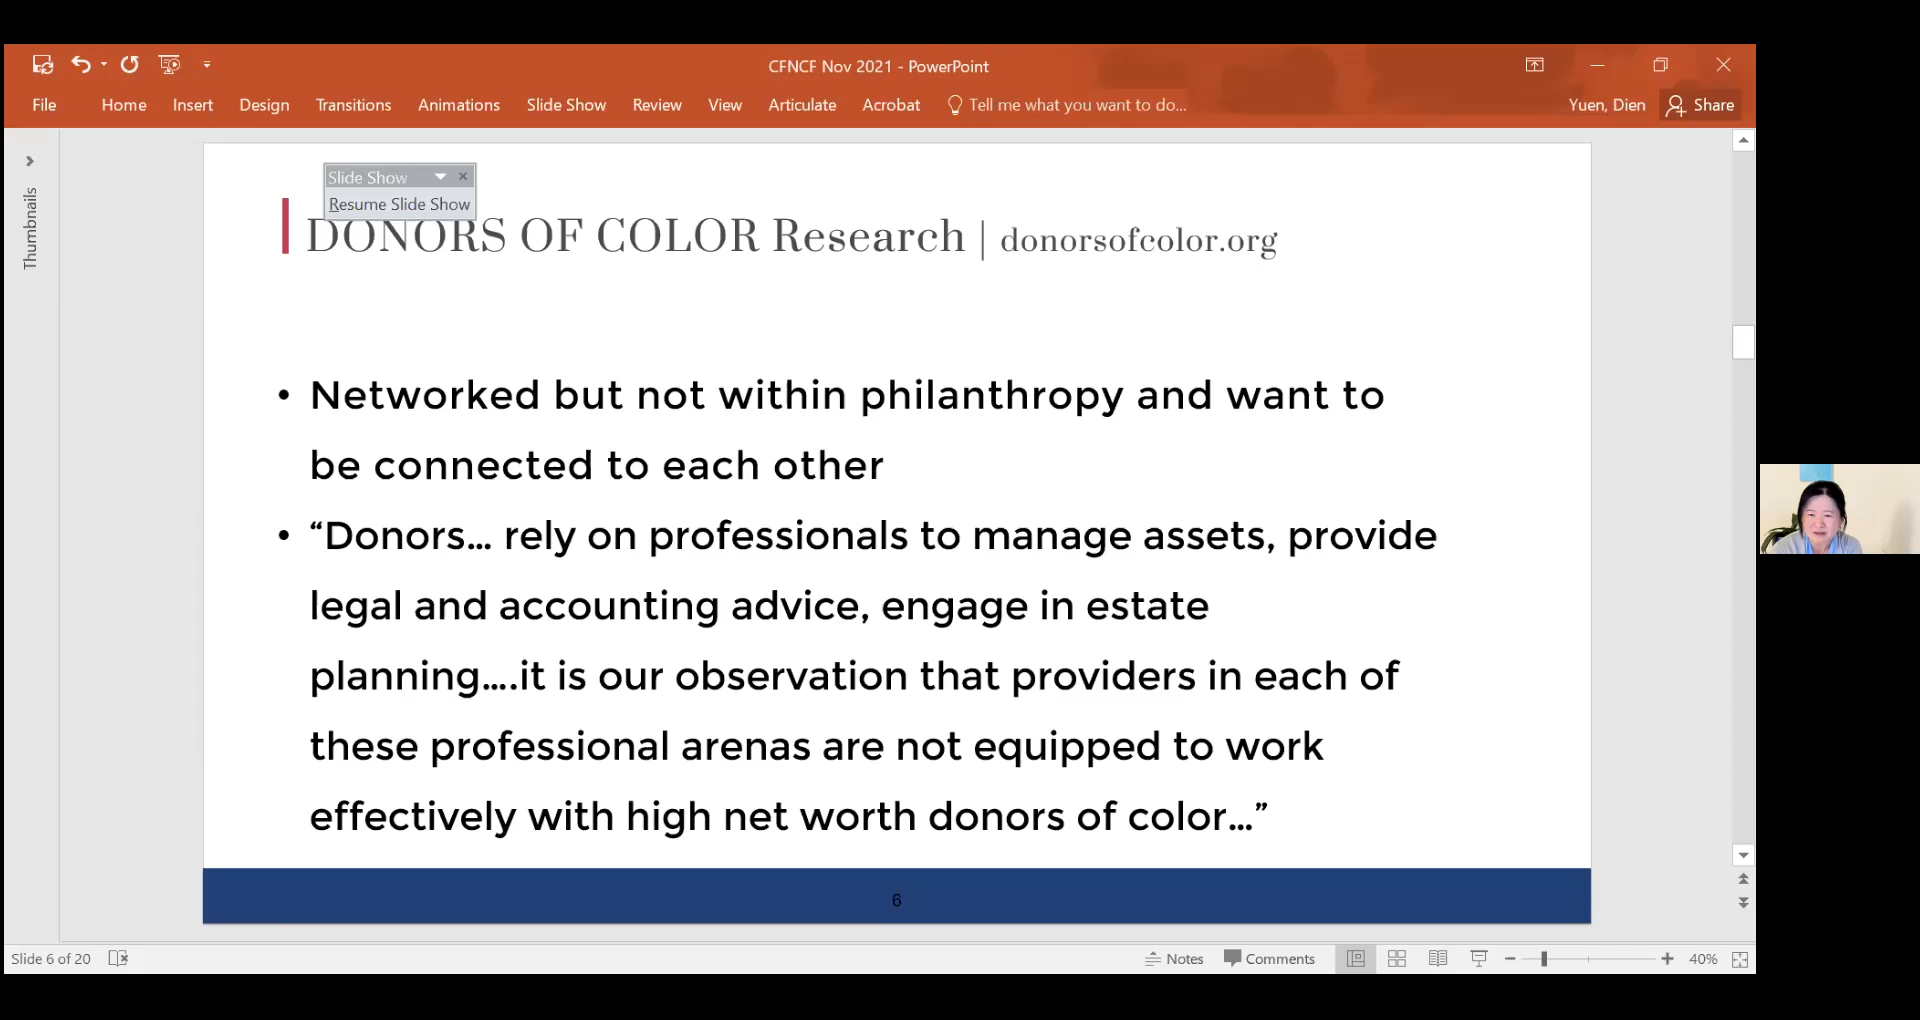 CFNCF Nov 2021 - PowerPoint
File Home Insert Design Transitions Animations Slide Show Review View Articulate Acrobat Tell me what you want to do... Yuen, Dien Share
Thumbnails
Slide Show
Resume Slide Show
DONORS OF COLOR Research | donorsofcolor.org
• Networked but not within philanthropy and want to
be connected to each other
• “Donors... rely on professionals to manage assets, provide
legal and accounting advice, engage in estate
planning....it is our observation that providers in each of
these professional arenas are not equipped to work
effectively with high net worth donors of color...”
6
Slide 6 of 20 Notes Comments 40%